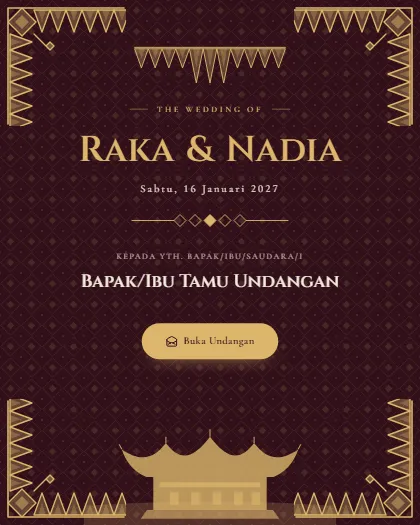 THE WEDDING OF
RAKA & NADIA
Sabtu, 16 Januari 2027
KEPADA YTH. BAPAK/IBU/SAUDARA/I
BAPAK/IBU TAMU UNDANGAN
Buka Undangan